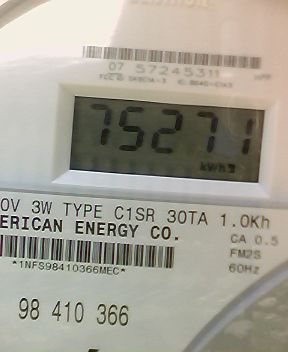 07 57245311
75271
kWh
0V 3W TYPE C1SR 30TA 1.0Kh
ERICAN ENERGY CO.
CA 0.5
FM2S
*1NFS98410366MEC*
60Hz
98 410 366